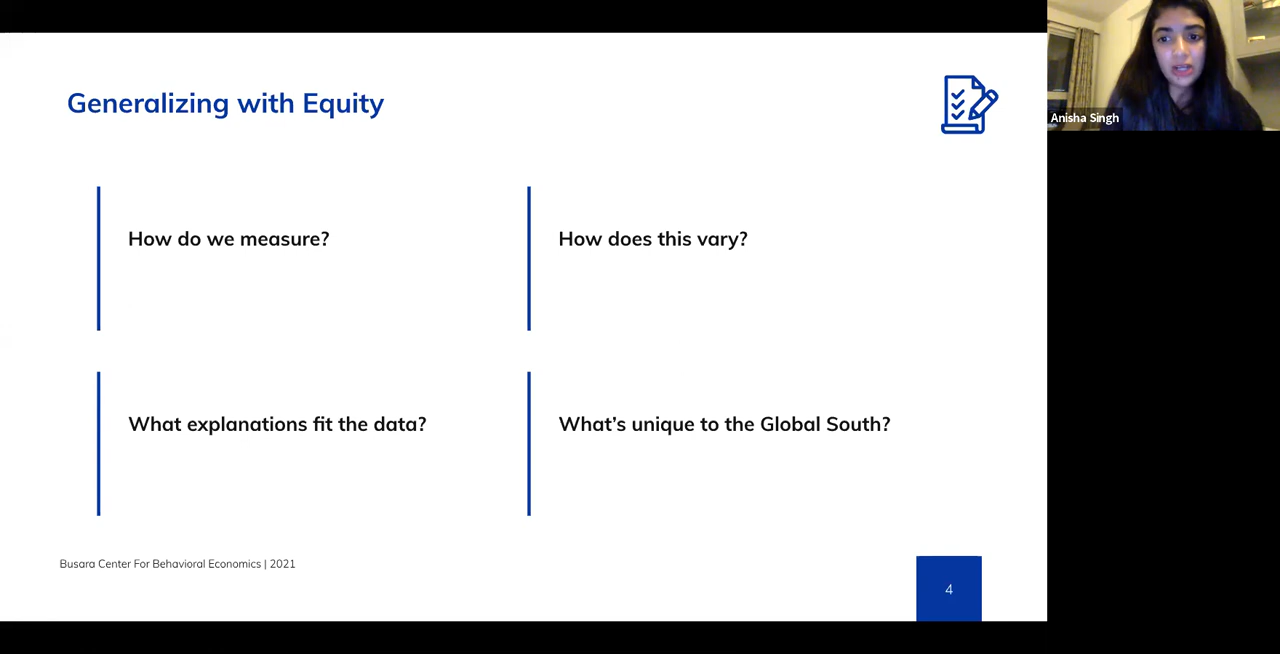 Generalizing with Equity
Anisha Singh
How do we measure?
How does this vary?
What explanations fit the data?
What's unique to the Global South?
Busara Center For Behavioral Economics | 2021
4